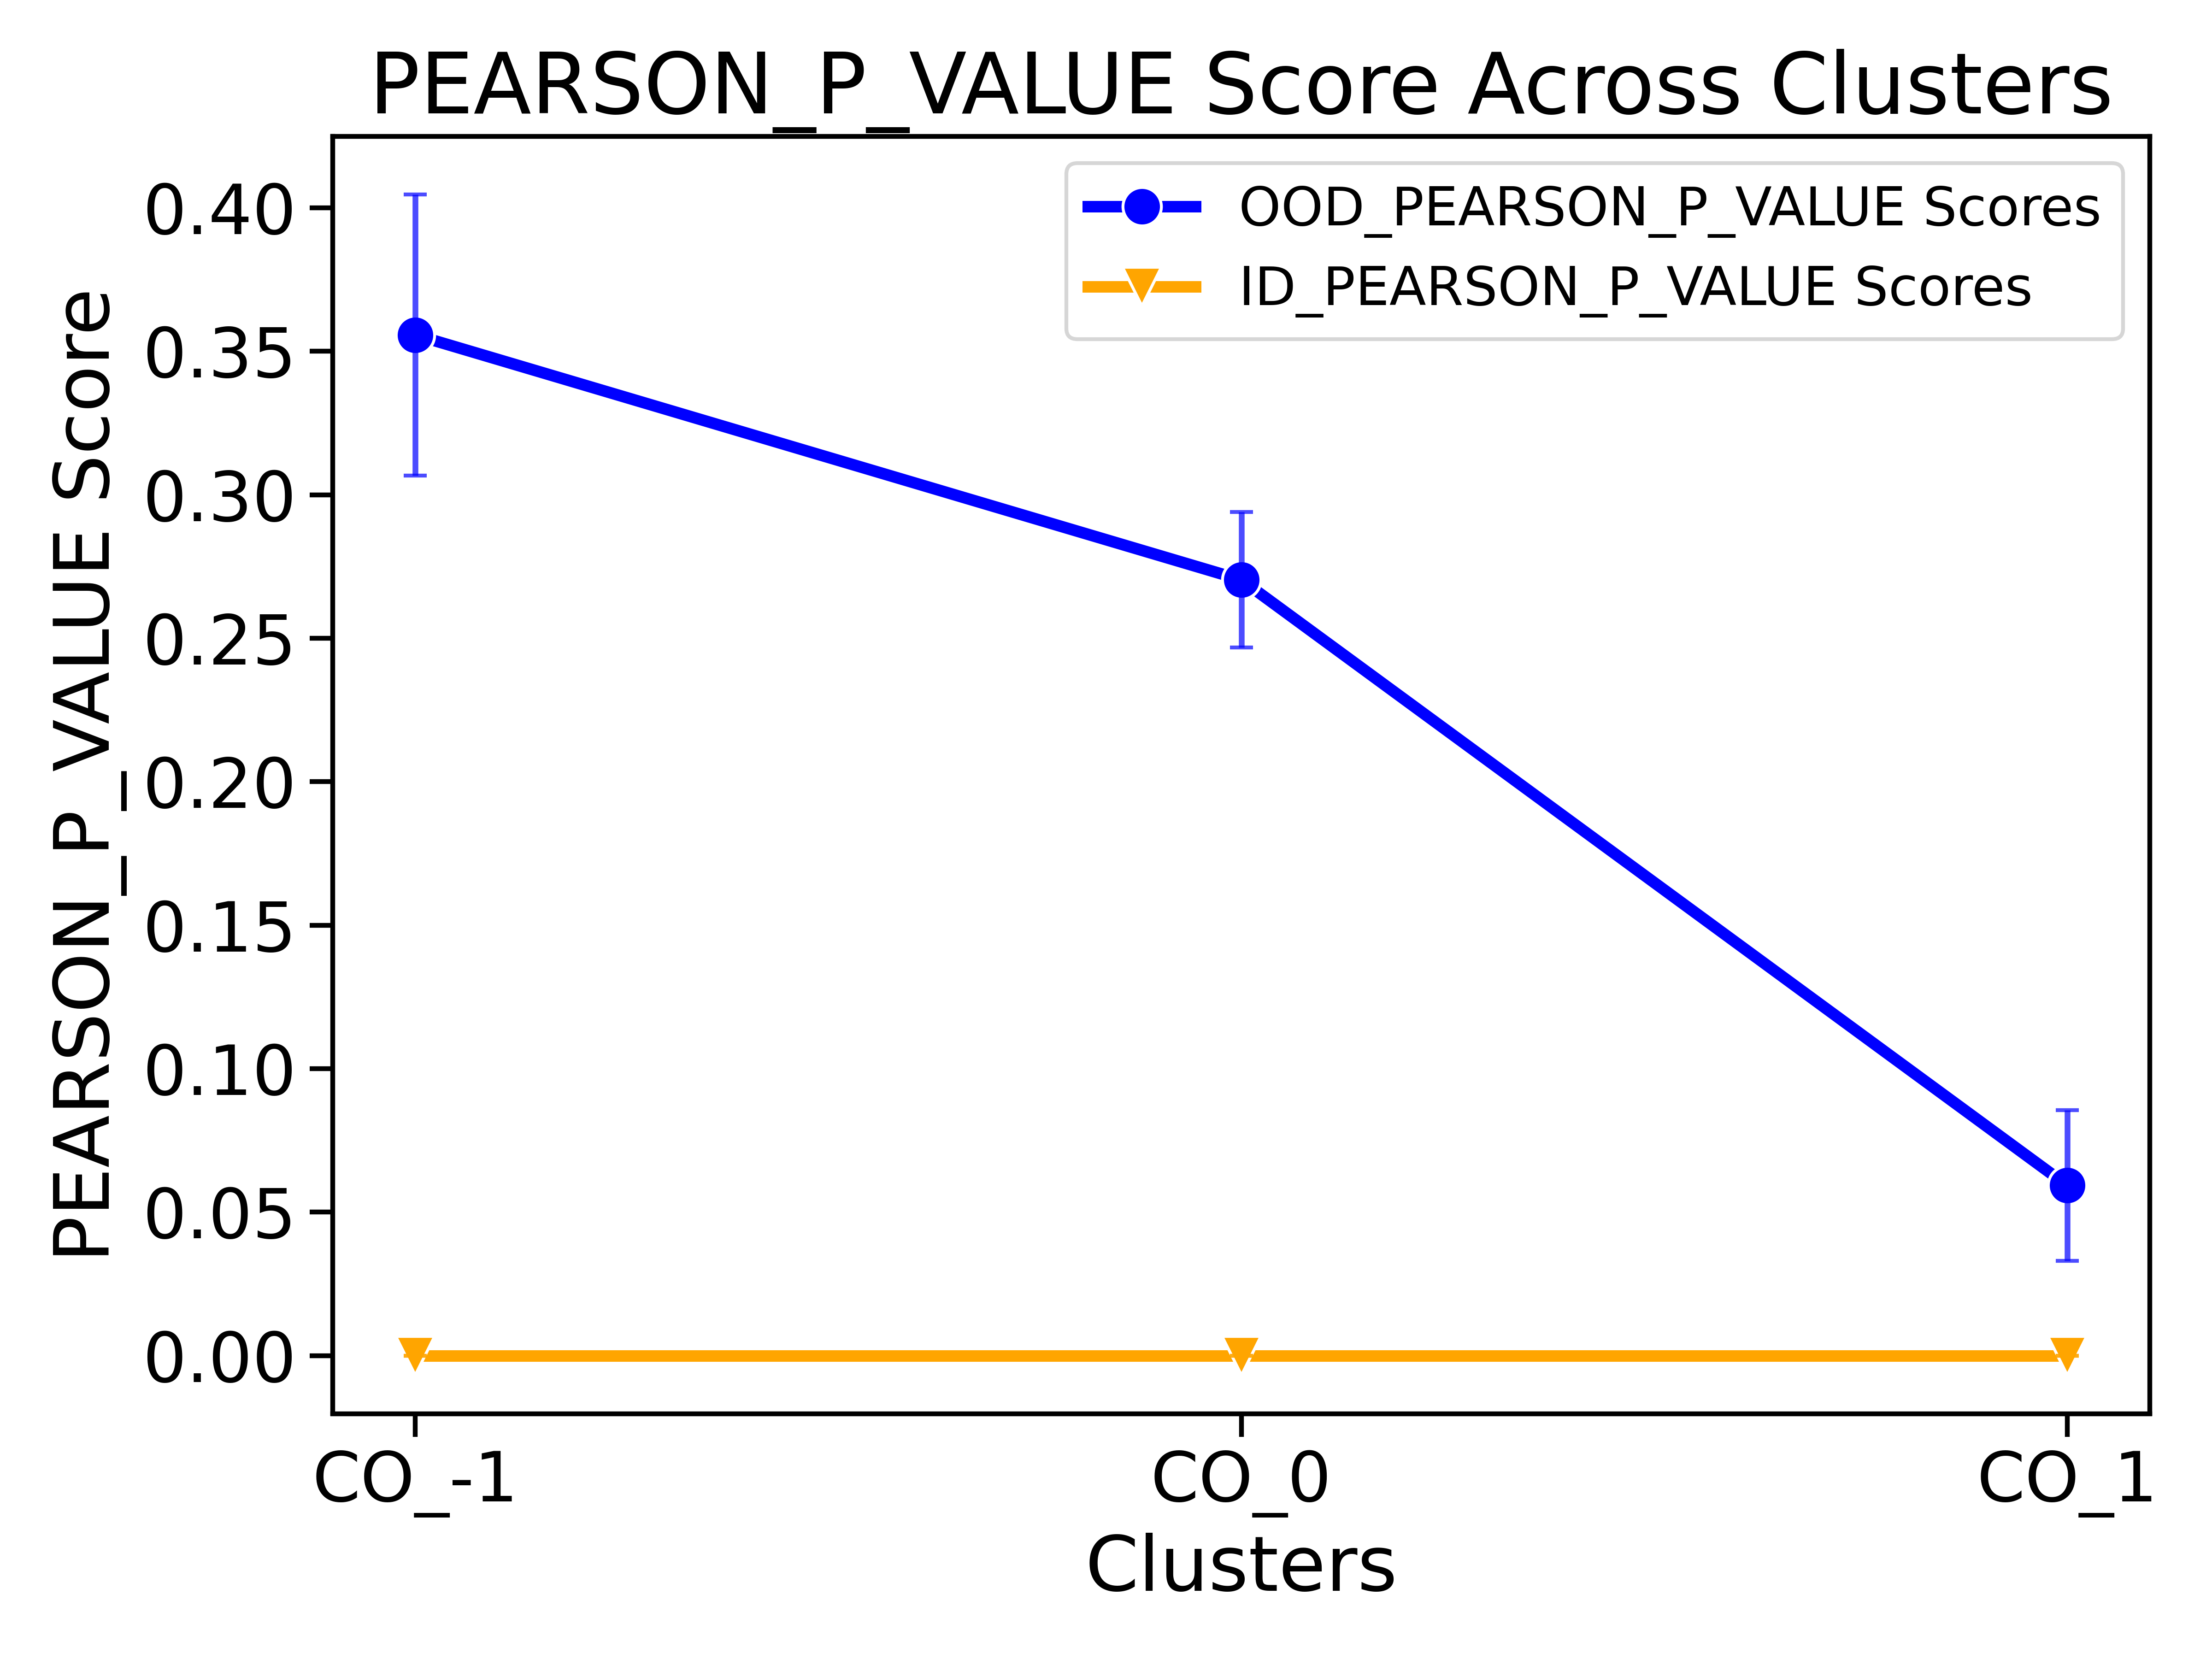 PEARSON_P_VALUE Score Across Clusters
OOD_PEARSON_P_VALUE Scores
ID_PEARSON_P_VALUE Scores
PEARSON_P_VALUE Score
0.40
0.35
0.30
0.25
0.20
0.15
0.10
0.05
0.00
CO_-1
CO_0
CO_1
Clusters